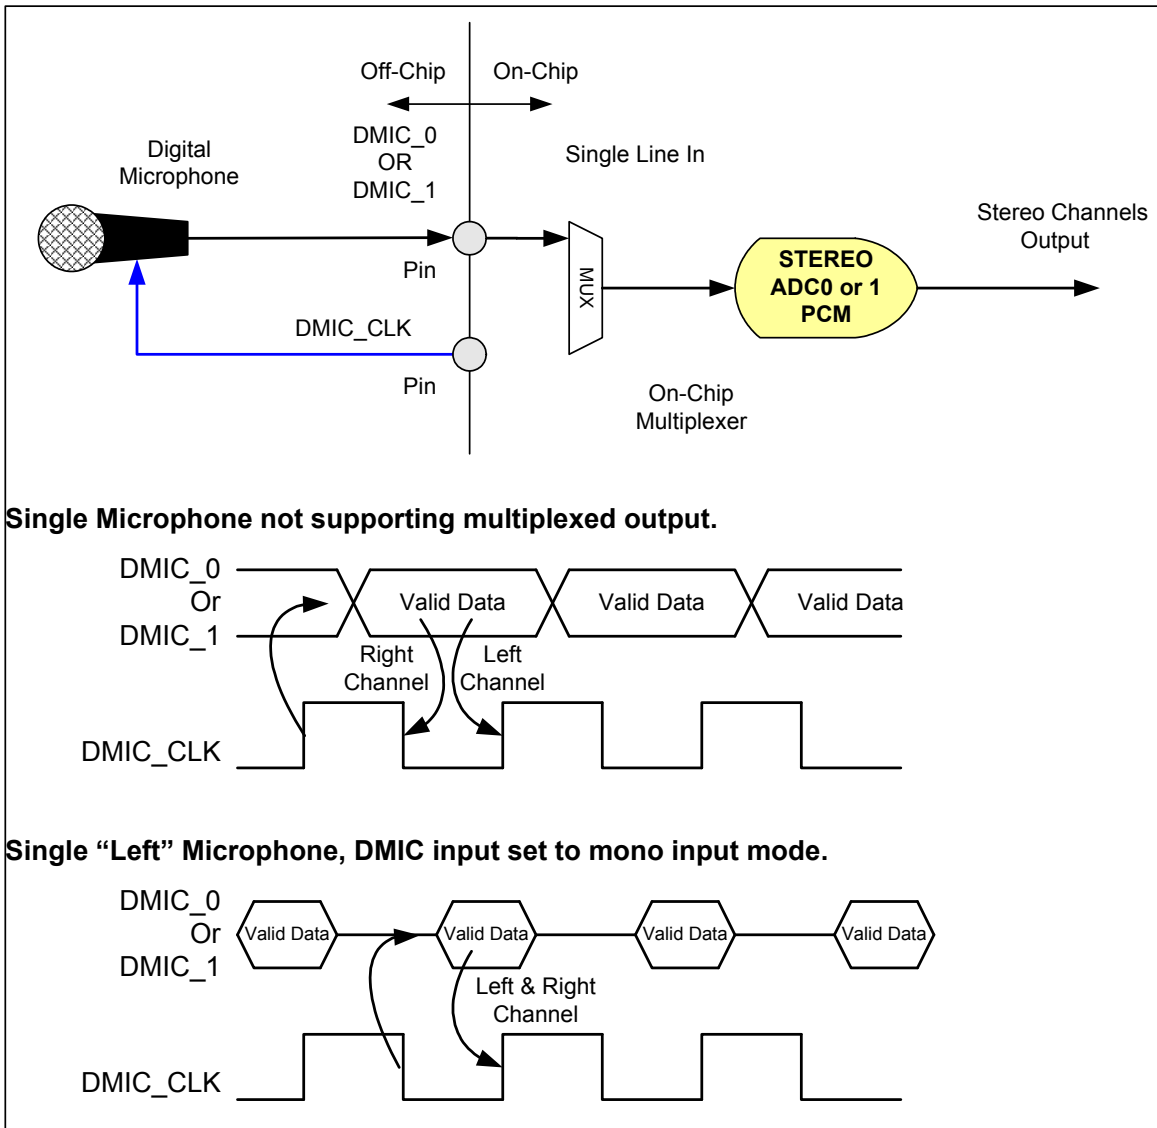 Off-Chip
On-Chip
DMIC_0
OR
DMIC_1
Single Line In
Digital
Microphone
Stereo Channels
Output
Pin
MUX
STEREO
ADC0 or 1
PCM
DMIC_CLK
Pin
On-Chip
Multiplexer
Single Microphone not supporting multiplexed output.
DMIC_0
Or
DMIC_1
Valid Data
Valid Data
Valid Data
Right
Channel
Left
Channel
DMIC_CLK
Single “Left” Microphone, DMIC input set to mono input mode.
DMIC_0
Or
DMIC_1
Valid Data
Valid Data
Valid Data
Valid Data
Left & Right
Channel
DMIC_CLK